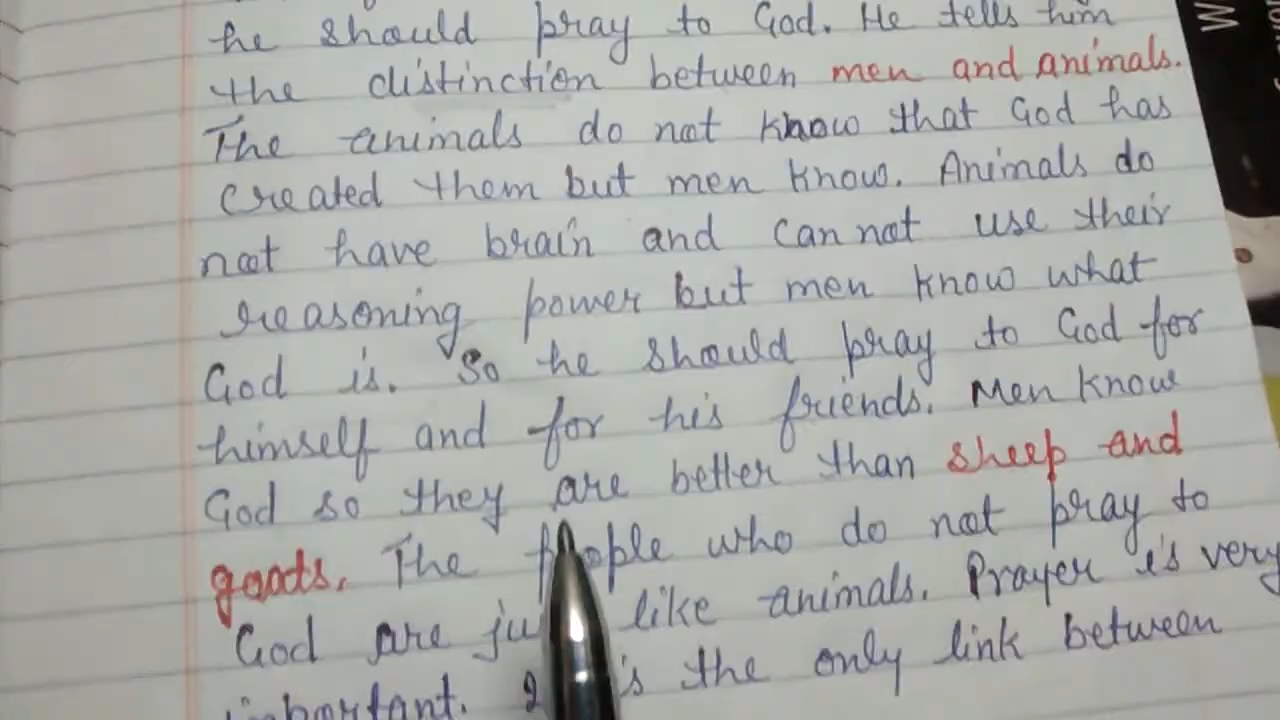 he should pray to God. He tells him
the distinction between men and animals.
The animals do not know that God has
created them but men know. Animals do
not have brain and can not use their
reasoning power but men know what
God is. So he should pray to God for
himself and for his friends. Men know
God so they are better than sheep and
goats. The people who do not pray to
God are like animals. Prayer is very
important. is the only link between
W